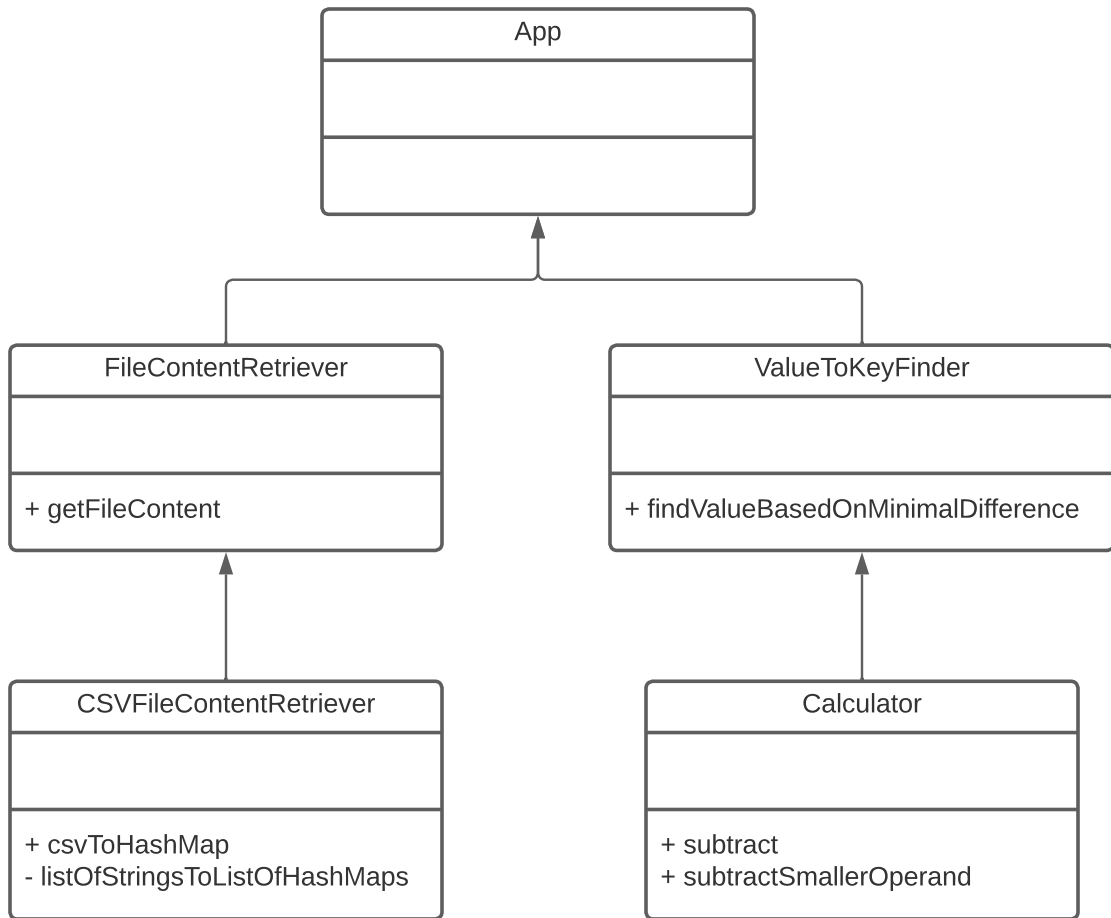 App
FileContentRetriever
+ getFileContent
ValueToKeyFinder
+ findValueBasedOnMinimalDifference
CSVFileContentRetriever
+ csvToHashMap
- listOfStringsToListOfHashMaps
Calculator
+ subtract
+ subtractSmallerOperand